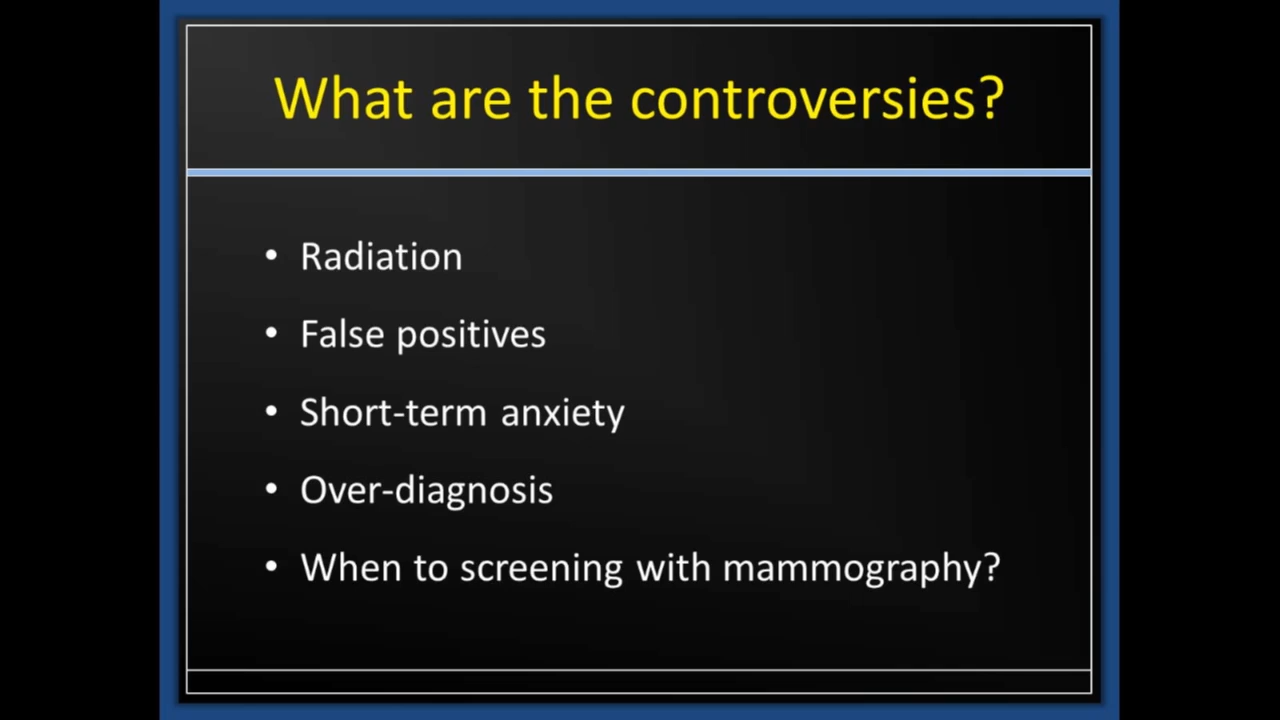 What are the controversies?
• Radiation
• False positives
• Short-term anxiety
• Over-diagnosis
• When to screening with mammography?